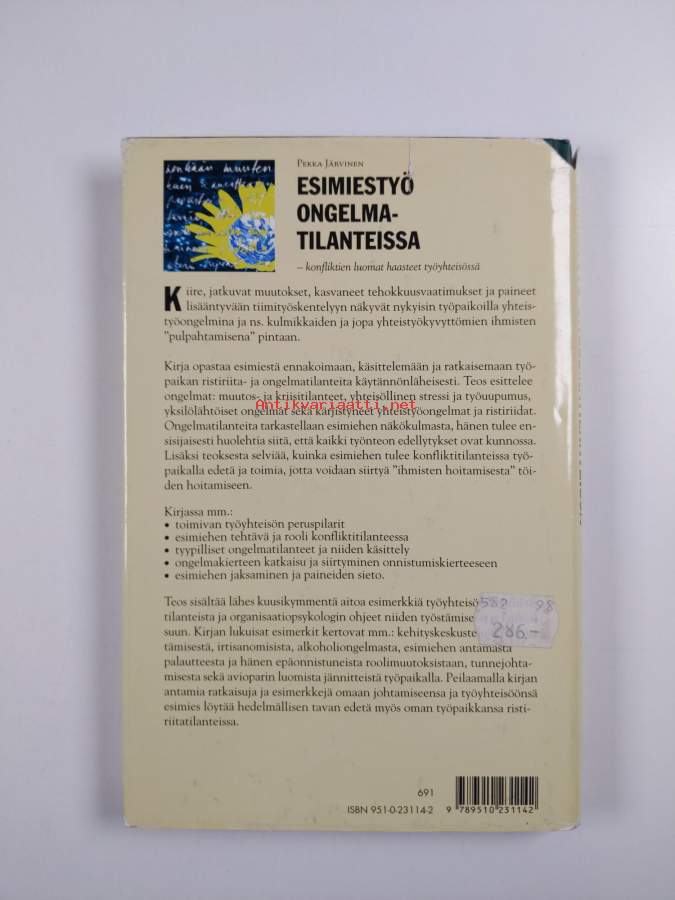 PEKKA JÄRVINEN
ESIMIESTYÖ
ONGELMA-
TILANTEISSA
– konfliktien luomat haasteet työyhteisössä
Kiire, jatkuvat muutokset, kasvaneet tehokkuusvaatimukset ja paineet
lisääntyvään tiimityöskentelyyn näkyvät nykyisin työpaikoilla yhteis-
työongelmina ja ns. kulmikkaiden ja jopa yhteistyökyvyttömien ihmisten
"pulpahtamisena" pintaan.
Kirja opastaa esimiestä ennakoimaan, käsittelemään ja ratkaisemaan työ-
paikan ristiriita- ja ongelmatilanteita käytännönläheisesti. Teos esittelee
ongelmat: muutos- ja kriisitilanteet, yhteisöllinen stressi ja työuupumus,
Antikvariaatti.net
yksilölähtöiset ongelmat sekä kärjistyneet yhteistyöongelmat ja ristiriidat.
Ongelmatilanteita tarkastellaan esimiehen näkökulmasta, hänen tulee en-
sisijaisesti huolehtia siitä, että kaikki työnteon edellytykset ovat kunnossa.
Lisäksi teoksesta selviää, kuinka esimiehen tulee konfliktitilanteissa työ-
paikalla edetä ja toimia, jotta voidaan siirtyä "ihmisten hoitamisesta" töi-
den hoitamiseen.
Kirjassa mm.:
• toimivan työyhteisön peruspilarit
• esimiehen tehtävä ja rooli konfliktitilanteessa
• tyypilliset ongelmatilanteet ja niiden käsittely
• ongelmakierteen katkaisu ja siirtyminen onnistumiskierteeseen
• esimiehen jaksaminen ja paineiden sieto.
Teos sisältää lähes kuusikymmentä aitoa esimerkkiä työyhteisö
tilanteista ja organisaatiopsykologin ohjeet niiden työstämise
suun. Kirjan lukuisat esimerkit kertovat mm.: kehityskeskuste
tämisestä, irtisanomisista, alkoholiongelmasta, esimiehen antamasta
palautteesta ja hänen epäonnistuneista roolimuutoksistaan, tunnejohta-
misesta sekä avioparin luomista jännitteistä työpaikalla. Peilaamalla kirjan
antamia ratkaisuja ja esimerkkejä omaan johtamiseensa ja työyhteisöönsä
esimies löytää hedelmällisen tavan edetä myös oman työpaikkansa risti-
riitatilanteissa.
98
286,-
691
ISBN 951-0-23114-2
9 789510 231142